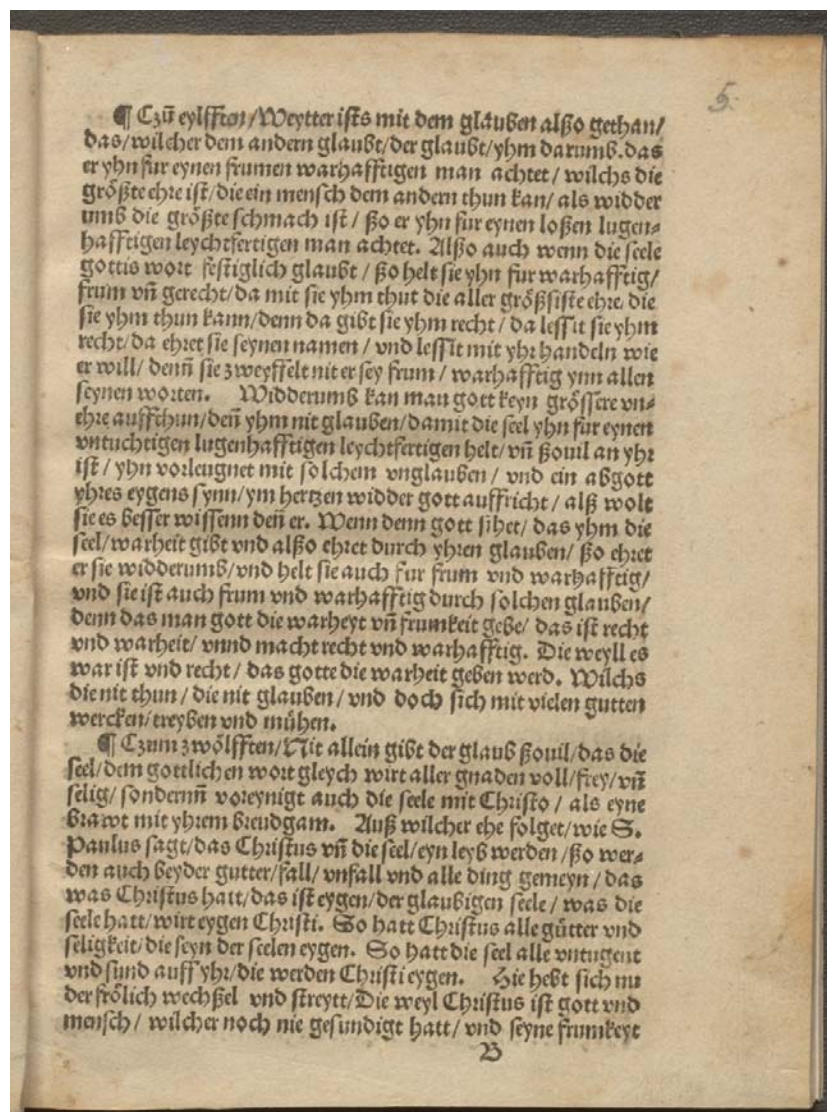 5.
¶ Czũ eylfften/Weytter ists mit dem glauben alßo gethan/
das/wilcher dem andern glaubt/der glaubt/yhm darumb.das
er yhn fur eynen frumen warhafftigen man achtet/wilchs die
größte ehre ist/die ein mensch dem andern thun kan/als widder
umb die größte schmach ist/ßo er yhn fur eynen loßen lugen⸗
hafftigen leychtfertigen man achtet. Alßo auch wenn die seele
gottis wort festiglich glaubt/ßo helt sie yhn fur warhafftig/
frum vñ gerecht/da mit sie yhm thut die aller größsiste ehre/die
sie yhm thun kann/denn da gibt sie yhm recht/da lessit sie yhm
recht/da ehret sie seynen namen/vnd lessit mit yhr handeln wie
er will/denñ sie zweyffelt nit er sey frum/warhafftig ynn allen
seynen worten. Widderumb kan man gott keyn grössere vn⸗
ehre auffthun/deñ yhm nit glauben/damit die seel yhn fur eynen
vntuchtigen lugenhafftigen leychtfertigen helt/vñ ßouil an yhr
ist/yhn vorleugnet mit solchem vnglauben/vnd ein abgott
yhres eygens synn/ym hertzen widder gott auffricht/alß wolt
sie es besser wissenn deñ er. Wenn denn gott sihet/das yhm die
seel/warheit gibt vnd alßo ehret durch yhren glauben/ßo ehret
er sie widderumb/vnd helt sie auch fur frum vnd warhafftig/
vnd sie ist auch frum vnd warhafftig durch solchen glauben/
denn das man gott die warheyt vñ frumkeit gebe/das ist recht
vnd warheit/vnnd macht recht vnd warhafftig. Die weyll es
war ist vnd recht/das gotte die warheit geben werd. Wilchs
die nit thun/die nit glauben/vnd doch sich mit vielen gutten
wercken/treyben vnd mühen.
¶ Czum zwölfften/Nit allein gibt der glaub ßouil/das die
seel/dem gottlichen wort gleych wirt aller gnaden voll/frey/vñ
selig/sondernñ voreynigt auch die seele mit Christo/als eyne
brawt mit yhrem breudgam. Auß wilcher ehe folget/wie S.
Paulus sagt/das Christus vñ die seel/eyn leyb werden/ßo wer⸗
den auch beyder gutter/fall/vnfall vnd alle ding gemeyn/das
was Christus hatt/das ist eygen/der glaubigen seele/was die
seele hatt/wirt eygen Christi. So hatt Christus alle gütter vnd
seligkeit/die seyn der seelen eygen. So hatt die seel alle vntugent
vnd sund auff yhr/die werden Christi eygen. Hie hebt sich nu
der frölich wechßel vnd streytt/Die weyl Christus ist gott vnd
mensch/wilcher noch nie gesundigt hatt/vnd seyne frumkeyt
B